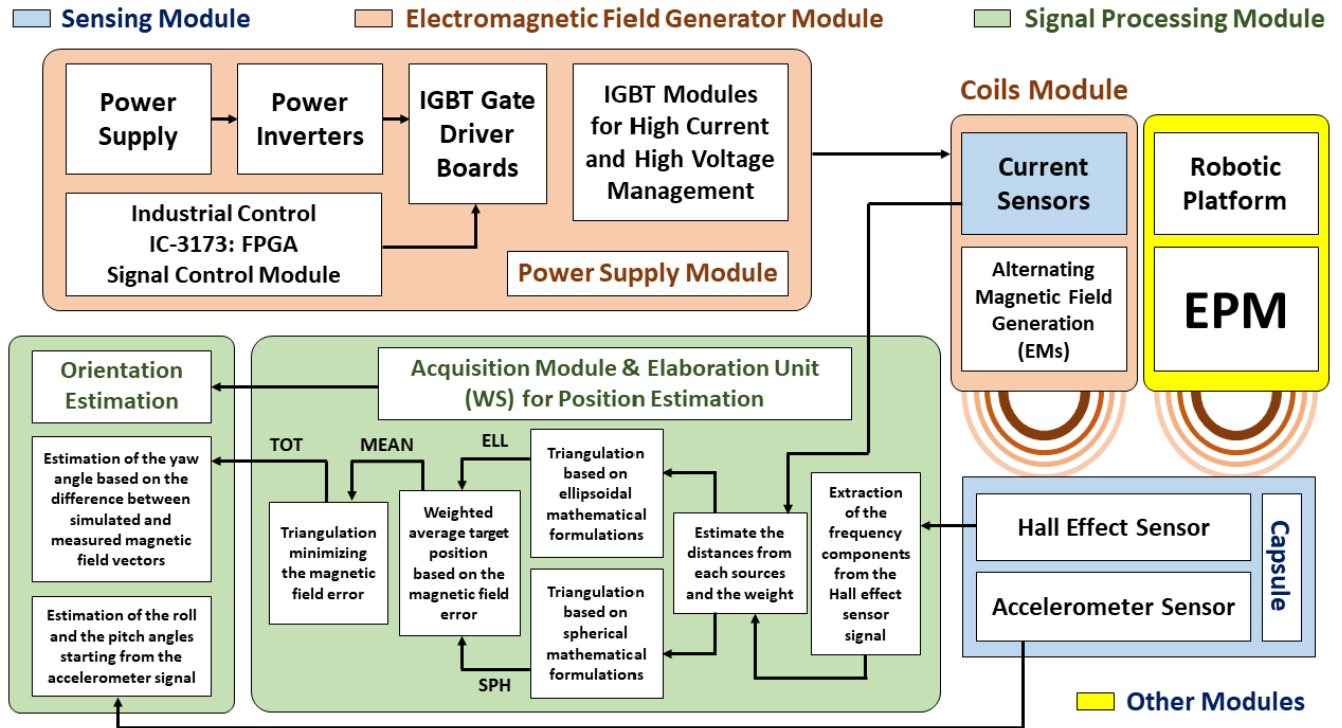 Sensing Module
Electromagnetic Field Generator Module
Signal Processing Module
Power
Supply
Power
Inverters
IGBT Gate
Driver
Boards
IGBT Modules
for High Current
and High Voltage
Management
Industrial Control
IC-3173: FPGA
Signal Control Module
Power Supply Module
Coils Module
Current
Sensors
Alternating
Magnetic Field
Generation
(EMs)
Robotic
Platform
EPM
Orientation
Estimation
Estimation of the yaw
angle based on the
difference between
simulated and
measured magnetic
field vectors
Estimation of the roll
and the pitch angles
starting from the
accelerometer signal
Acquisition Module & Elaboration Unit
(WS) for Position Estimation
TOT
MEAN
ELL
SPH
Triangulation
minimizing
the magnetic
field error
Weighted
average target
position
based on the
magnetic field
error
Triangulation
based on
ellipsoidal
mathematical
formulations
Triangulation
based on
spherical
mathematical
formulations
Estimate the
distances from
each sources
and the weight
Extraction
of the
frequency
components
from the
Hall effect
sensor
signal
Hall Effect Sensor
Accelerometer Sensor
Capsule
Other Modules